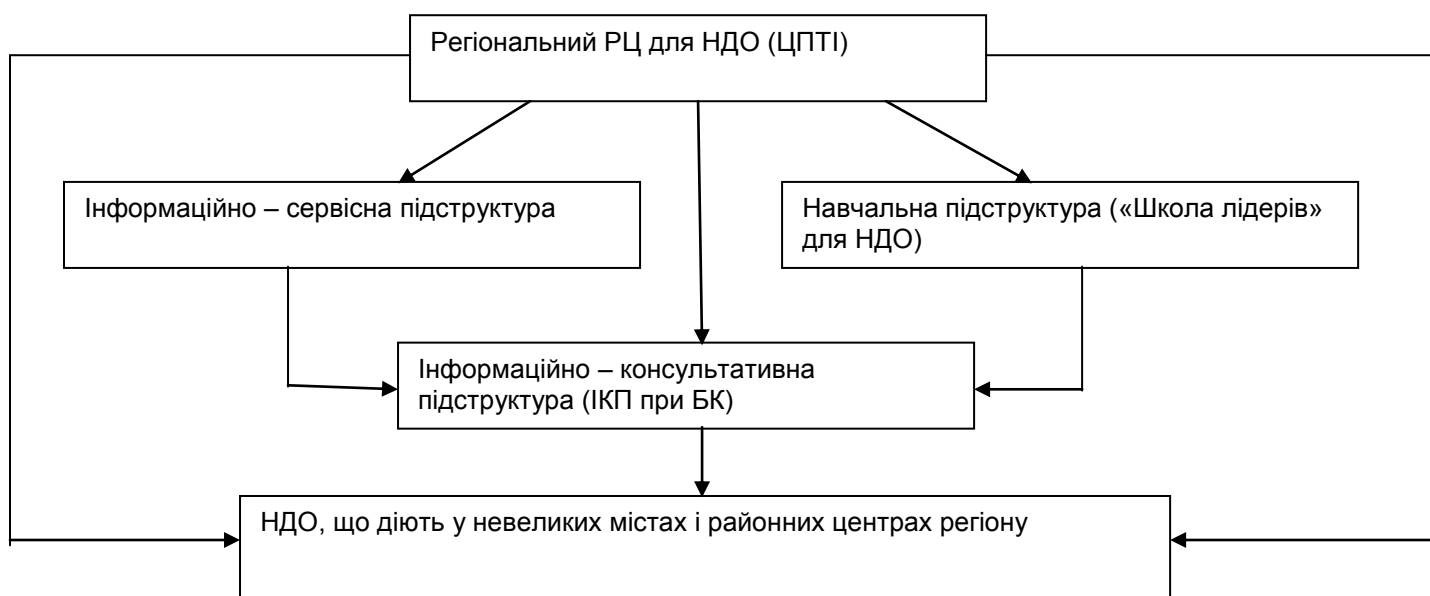 Регіональний РЦ для НДО (ЦПТІ)
Інформаційно – сервісна підструктура
Навчальна підструктура («Школа лідерів»
для НДО)
Інформаційно – консультативна
підструктура (ІКП при БК)
НДО, що діють у невеликих містах і районних центрах регіону